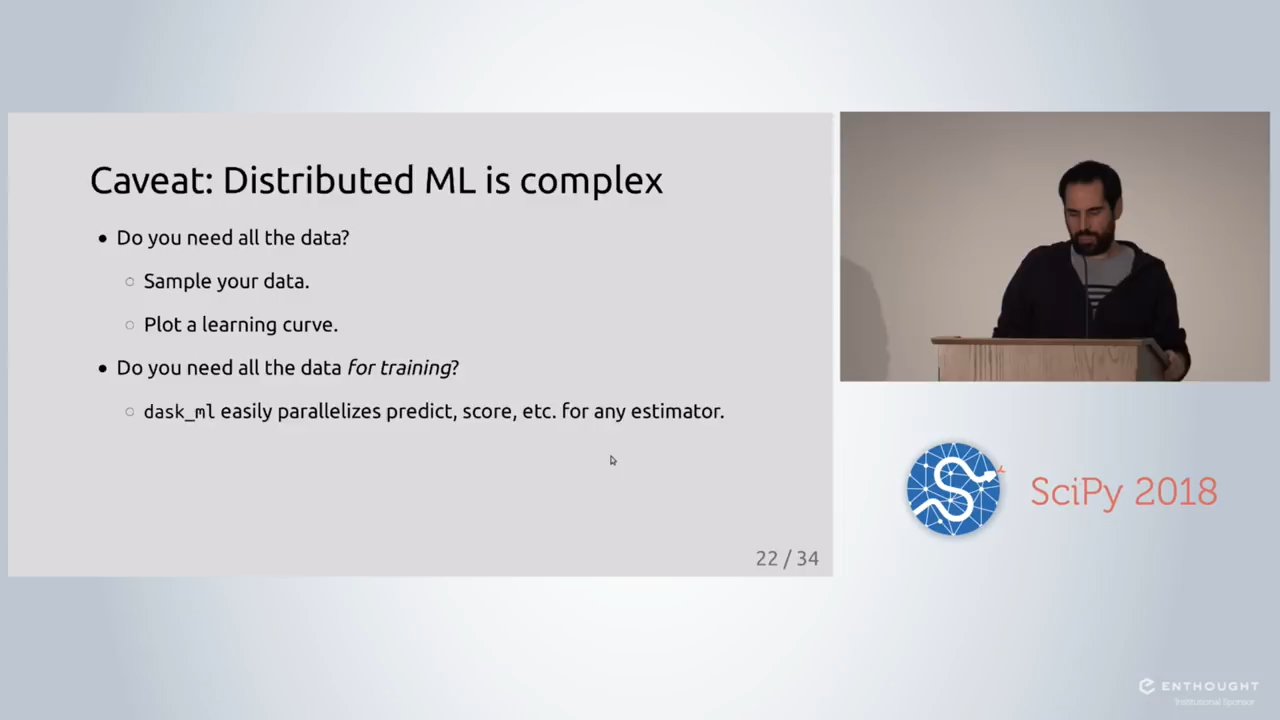 Caveat: Distributed ML is complex
Do you need all the data?
Sample your data.
Plot a learning curve.
Do you need all the data for training?
dask_ml easily parallelizes predict, score, etc. for any estimator.
22 / 34
SciPy 2018
ENTHOUGHT
Institutional Sponsor